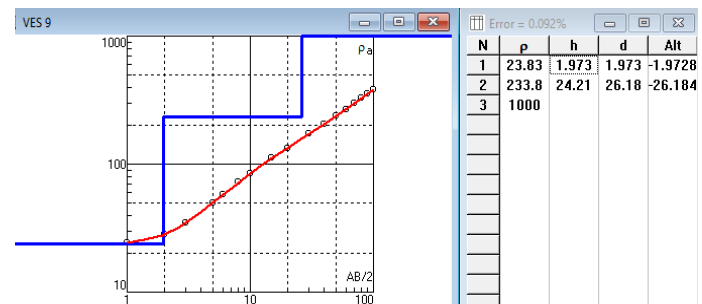 VES 9
1000
ρa
100
10
AB/2
1 10 100
Error = 0.092%
N ρ h d Alt
1 23.83 1.973 1.973 -1.9728
2 233.8 24.21 26.18 -26.184
3 1000